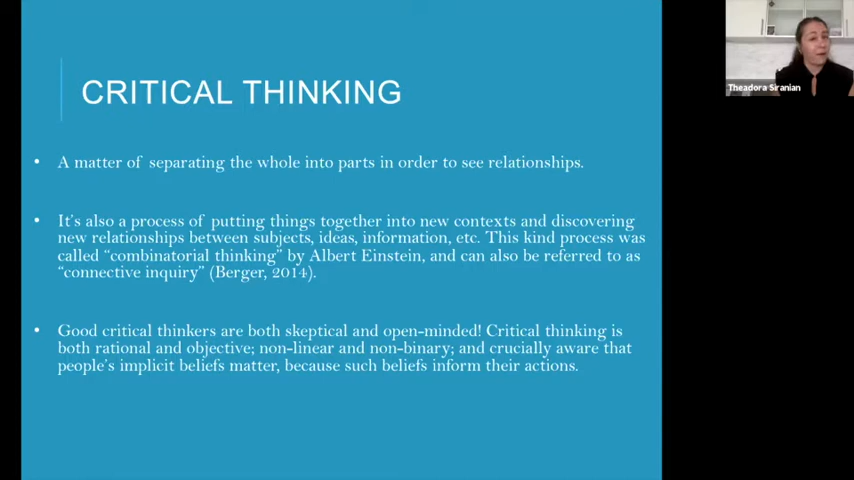 CRITICAL THINKING
• A matter of separating the whole into parts in order to see relationships.
• It's also a process of putting things together into new contexts and discovering
new relationships between subjects, ideas, information, etc. This kind process was
called "combinatorial thinking" by Albert Einstein, and can also be referred to as
"connective inquiry" (Berger, 2014).
• Good critical thinkers are both skeptical and open-minded! Critical thinking is
both rational and objective; non-linear and non-binary; and crucially aware that
people's implicit beliefs matter, because such beliefs inform their actions.
Theadora Siranian